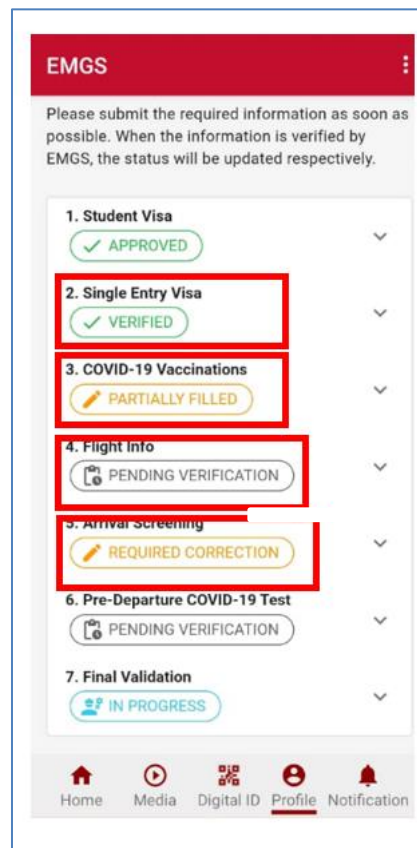 EMGS
Please submit the required information as soon as
possible. When the information is verified by
EMGS, the status will be updated respectively.
1. Student Visa
APPROVED
2. Single Entry Visa
VERIFIED
3. COVID-19 Vaccinations
PARTIALLY FILLED
4. Flight Info
PENDING VERIFICATION
5. Arrival Screening
REQUIRED CORRECTION
6. Pre-Departure COVID-19 Test
PENDING VERIFICATION
7. Final Validation
IN PROGRESS
Home Media Digital ID Profile Notification